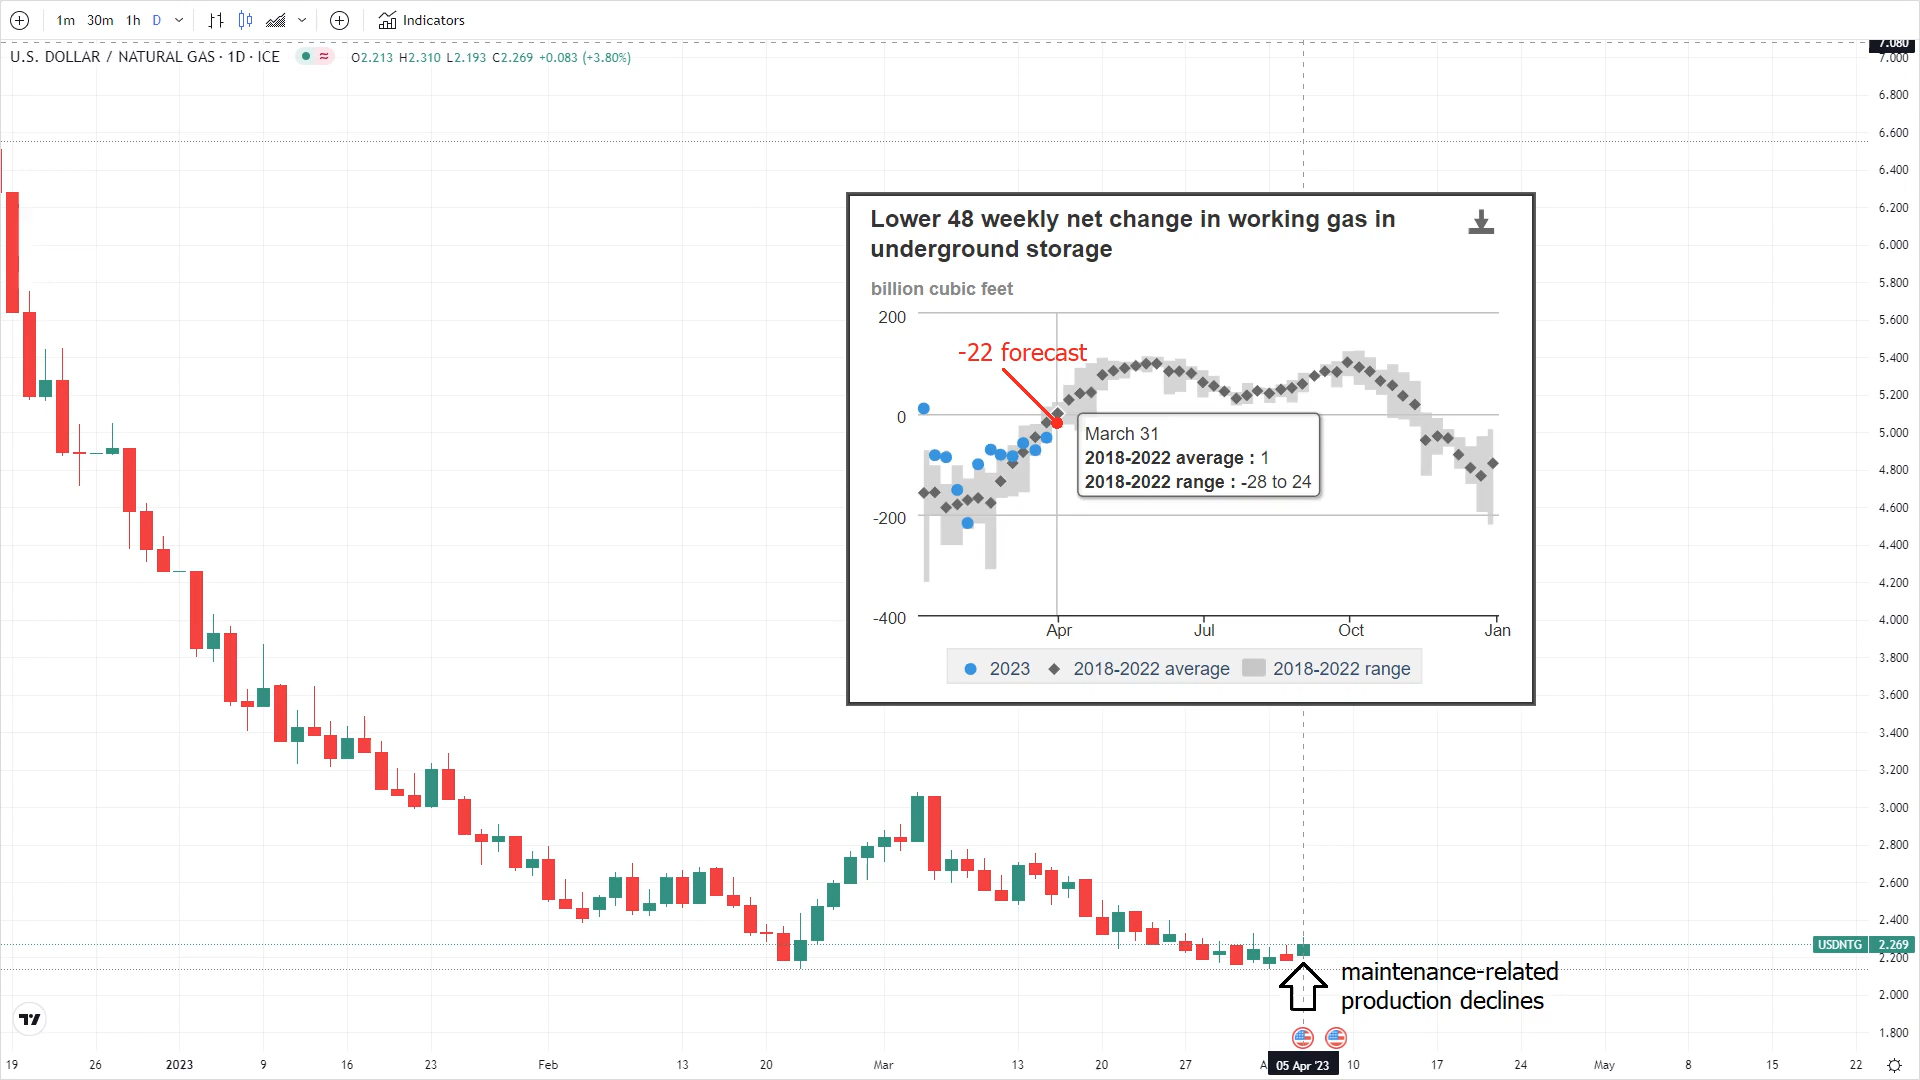 1m 30m 1h D Indicators
U.S. DOLLAR / NATURAL GAS · 1D · ICE O2.213 H2.310 L2.193 C2.269 +0.083 (+3.80%)
7.080
7.000
6.800
6.600
6.400
6.200
6.000
5.800
5.600
5.400
5.200
5.000
4.800
4.600
4.400
4.200
4.000
3.800
3.600
3.400
3.200
3.000
2.800
2.600
2.400
USDNTG 2.269
2.200
2.000
1.800
Lower 48 weekly net change in working gas in
underground storage
billion cubic feet
200
0
-200
-400
-22 forecast
March 31
2018-2022 average : 1
2018-2022 range : -28 to 24
Apr Jul Oct Jan
2023 2018-2022 average 2018-2022 range
maintenance-related
production declines
19 26 2023 9 16 23 Feb 13 20 Mar 13 20 27 A 05 Apr '23 10 17 24 May 8 15 22